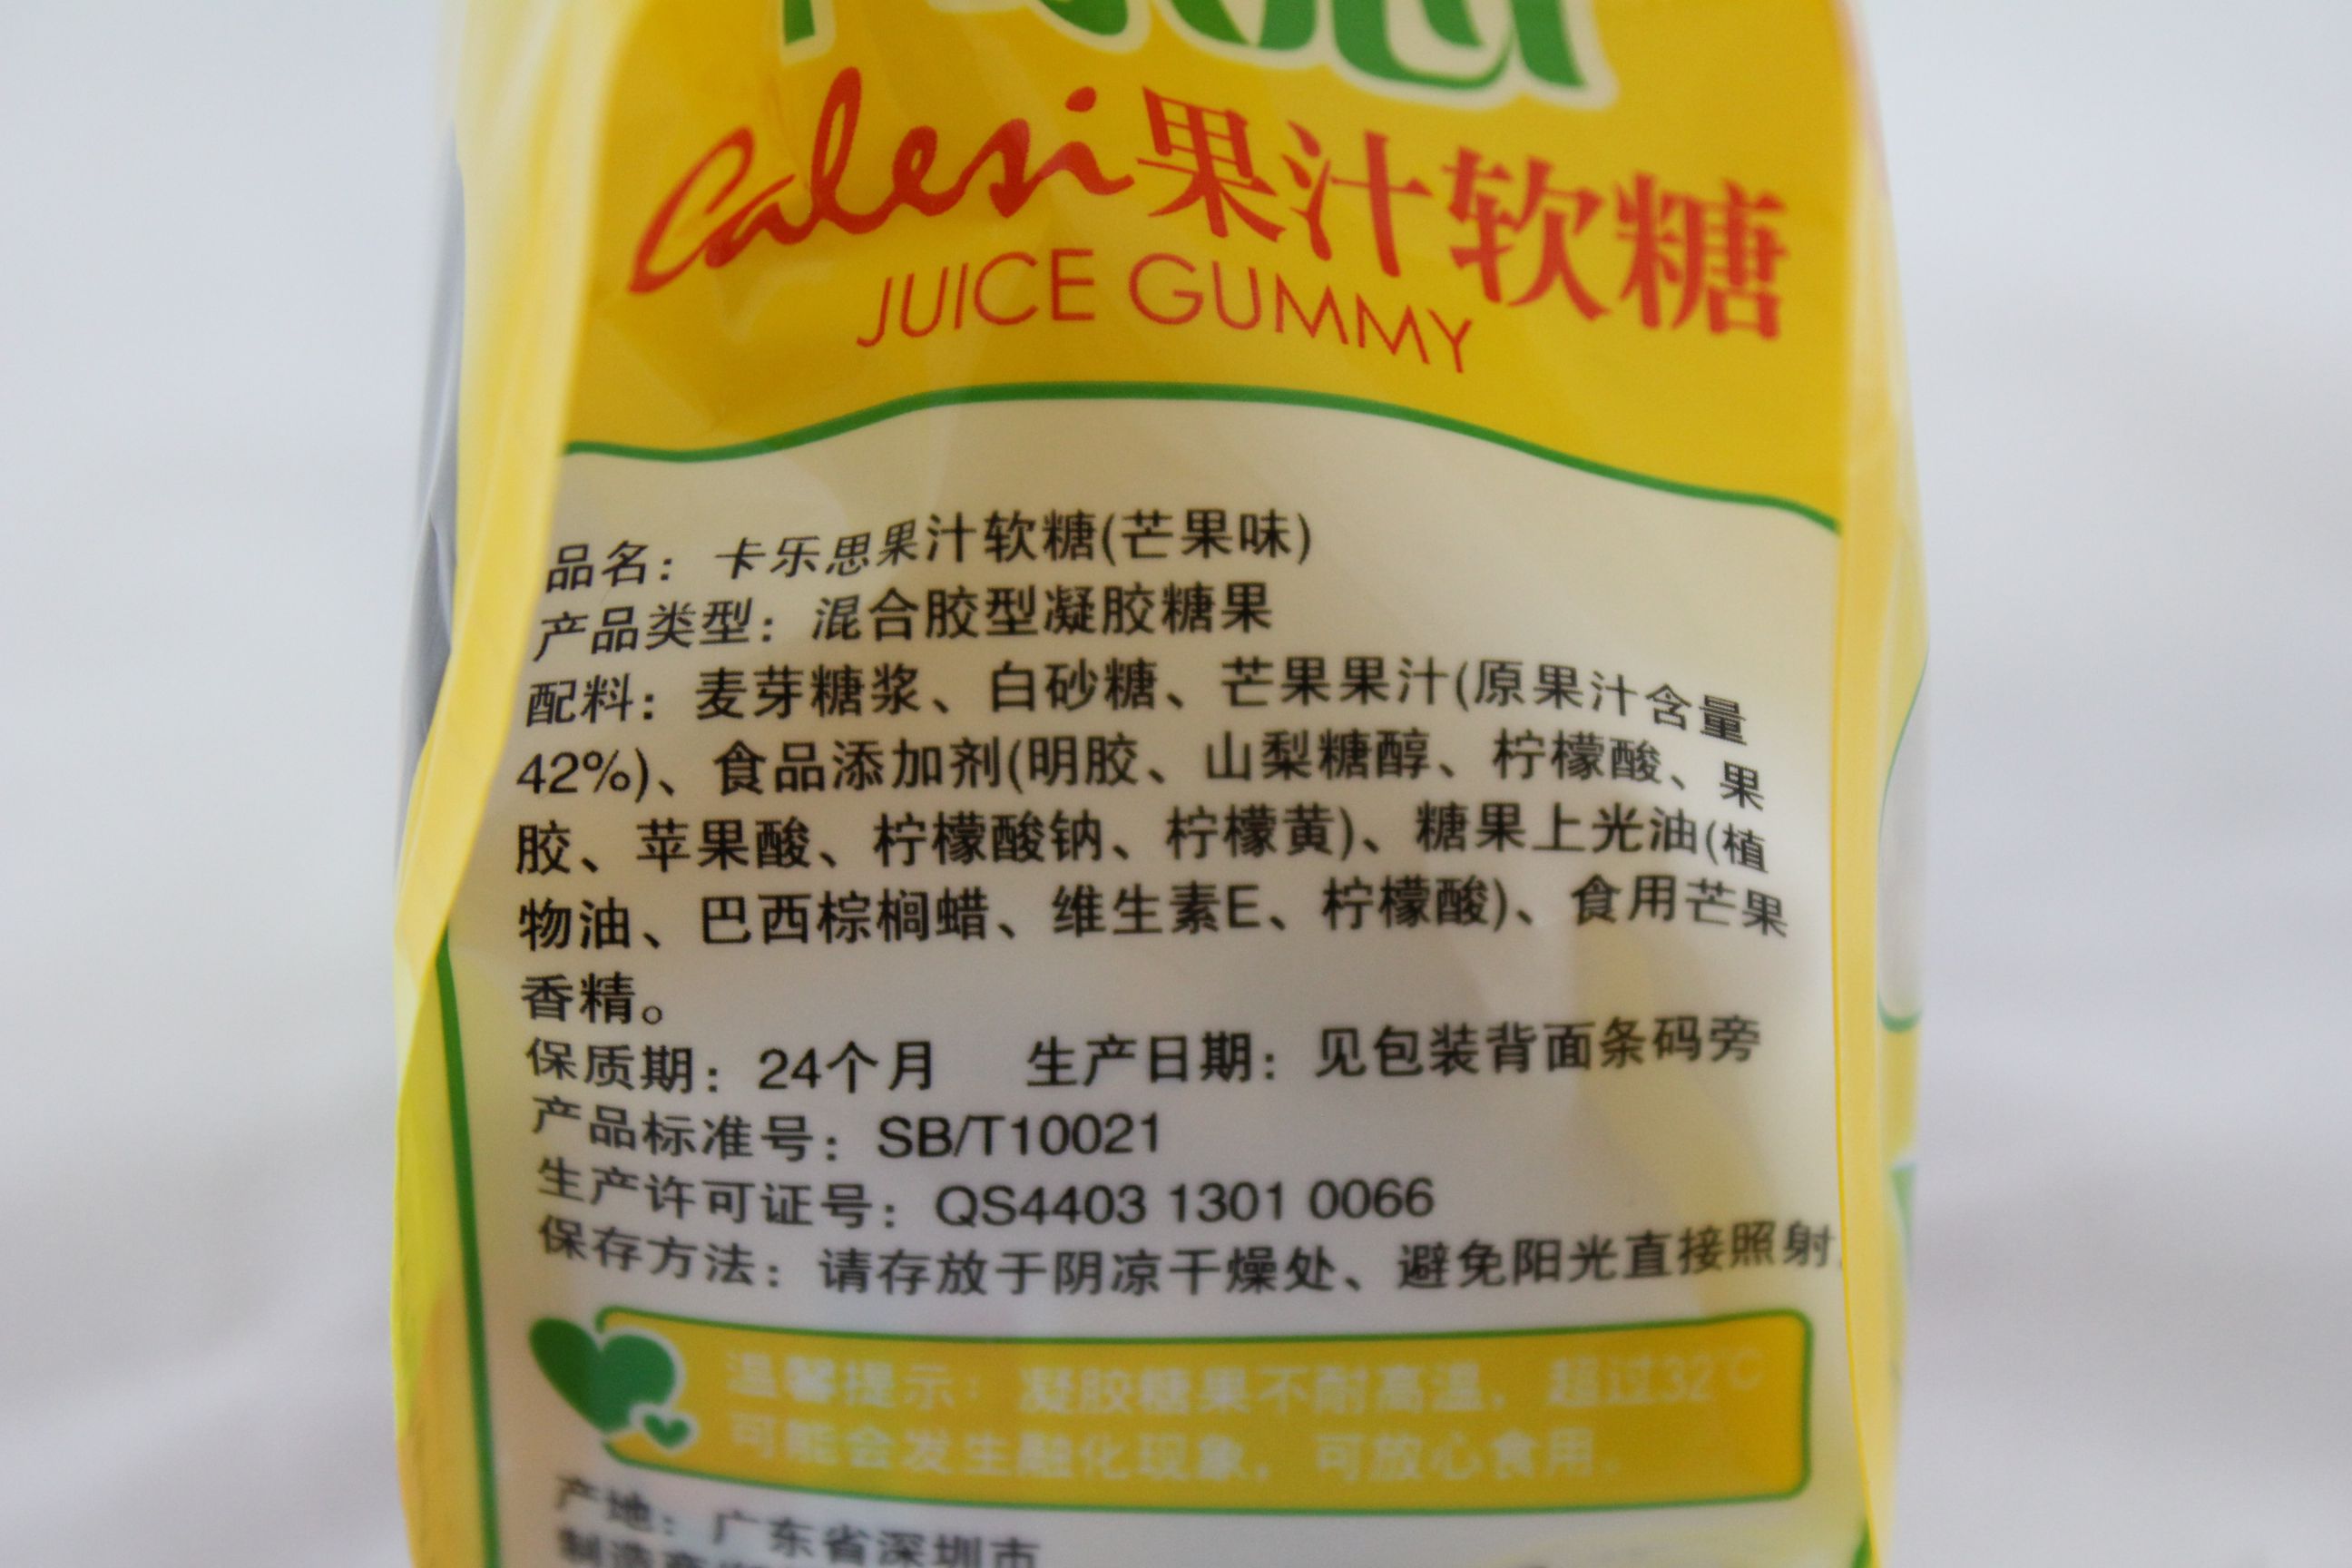 Calesi果汁软糖
JUICE GUMMY
品名：卡乐思果汁软糖(芒果味)
产品类型：混合胶型凝胶糖果
配料：麦芽糖浆、白砂糖、芒果果汁(原果汁含量
42%)、食品添加剂(明胶、山梨糖醇、柠檬酸、果
胶、苹果酸、柠檬酸钠、柠檬黄)、糖果上光油(植
物油、巴西棕榈蜡、维生素E、柠檬酸)、食用芒果
香精。
保质期：24个月 生产日期：见包装背面条码旁
产品标准号：SB/T10021
生产许可证号：QS4403 1301 0066
保存方法：请存放于阴凉干燥处、避免阳光直接照射
温馨提示：凝胶糖果不耐高温，超过32℃
可能会发生融化现象，可放心食用。
产地：广东省深圳市